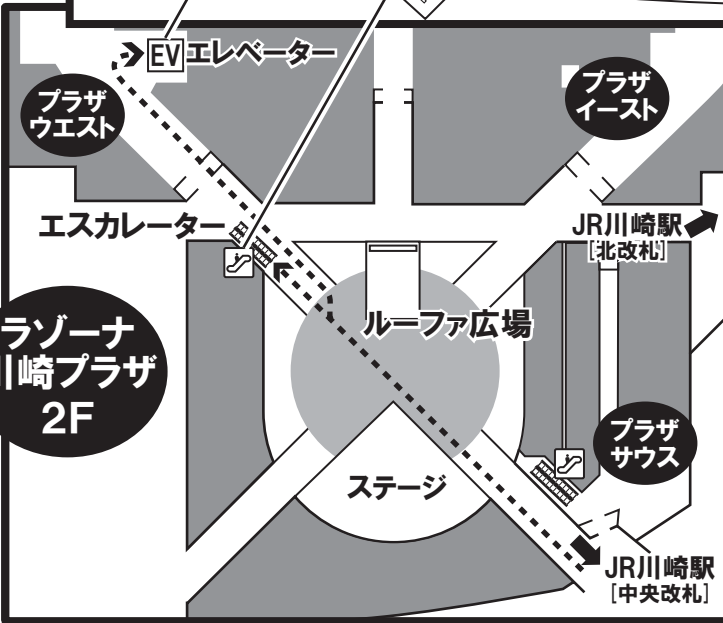 EVエレベーター
プラザ
ウエスト
プラザ
イースト
エスカレーター
JR川崎駅
[北改札]
ルーファ広場
ラゾーナ
川崎プラザ
2F
プラザ
サウス
ステージ
JR川崎駅
[中央改札]